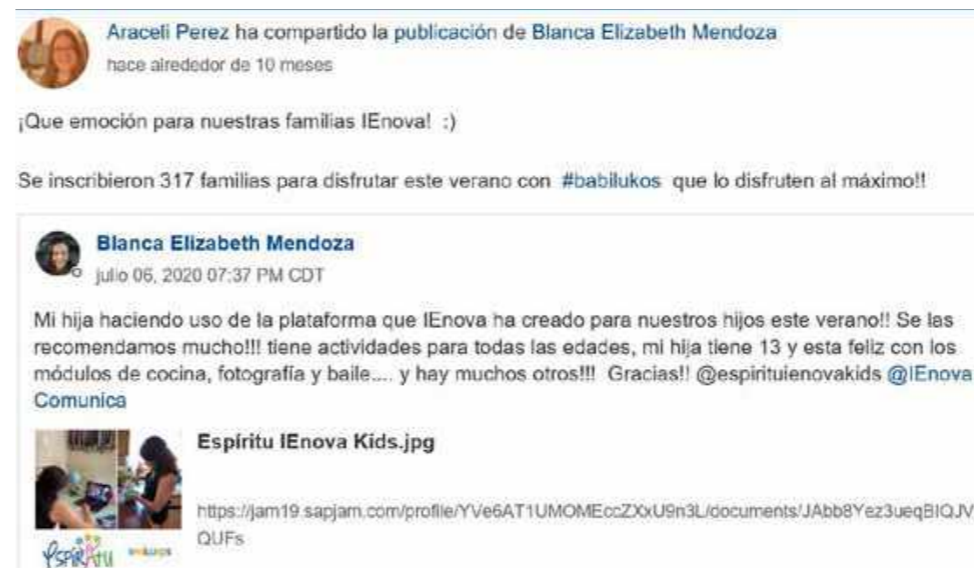 Araceli Perez ha compartido la publicación de Blanca Elizabeth Mendoza
hace alrededor de 10 meses
¡Que emoción para nuestras familias IEnova! :)
Se inscribieron 317 familias para disfrutar este verano con #babilukos que lo disfruten al máximo!!
Blanca Elizabeth Mendoza
julio 06, 2020 07:37 PM CDT
Mi hija haciendo uso de la plataforma que IEnova ha creado para nuestros hijos este verano!! Se las
recomendamos mucho!!! tiene actividades para todas las edades, mi hija tiene 13 y esta feliz con los
módulos de cocina, fotografía y baile.... y hay muchos otros!!! Gracias!! @espirituienovakids @IEnova
Comunica
Espíritu IEnova Kids.jpg
https://jam19.sapjam.com/profile/YVe6AT1UMOMEccZXxU9n3L/documents/JAbb8Yez3ueqBIQJV
QUFs